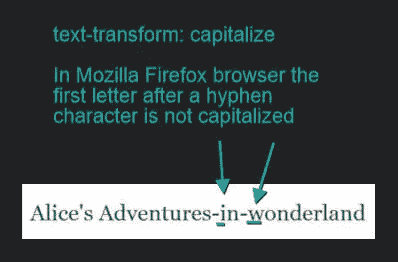 text-transform: capitalize
In Mozilla Firefox browser the
first letter after a hyphen
character is not capitalized
Alice's Adventures-in-wonderland